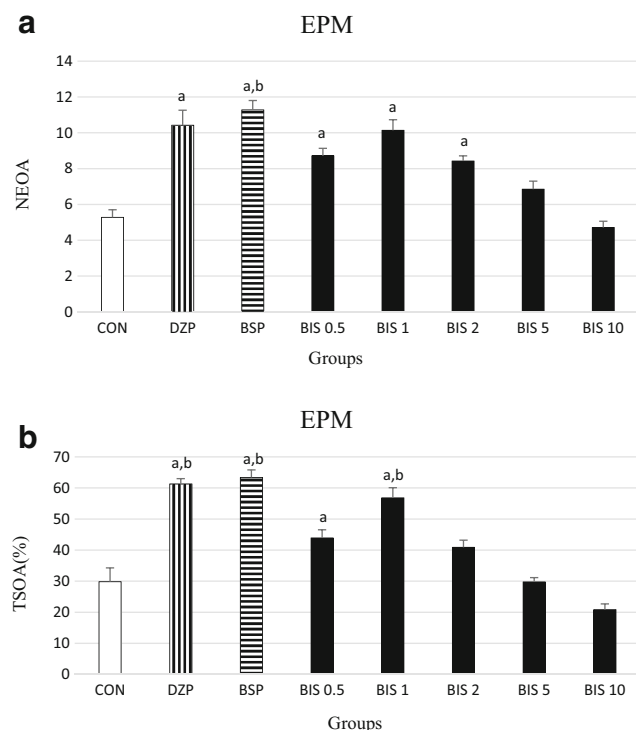 a
EPM
NEOA
14
12
10
8
6
4
2
0
a
a,b
a
a
a
CON DZP BSP BIS 0.5 BIS 1 BIS 2 BIS 5 BIS 10
Groups
b
EPM
TSOA(%)
70
60
50
40
30
20
10
0
a,b
a,b
a
a,b
CON DZP BSP BIS 0.5 BIS 1 BIS 2 BIS 5 BIS 10
Groups